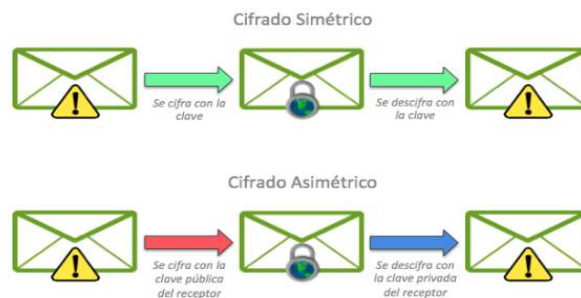 Cifrado Simétrico
Se cifra con la
clave
Se descifra con
la clave
Cifrado Asimétrico
Se cifra con la
clave pública
del receptor
Se descifra con
la clave privada
del receptor